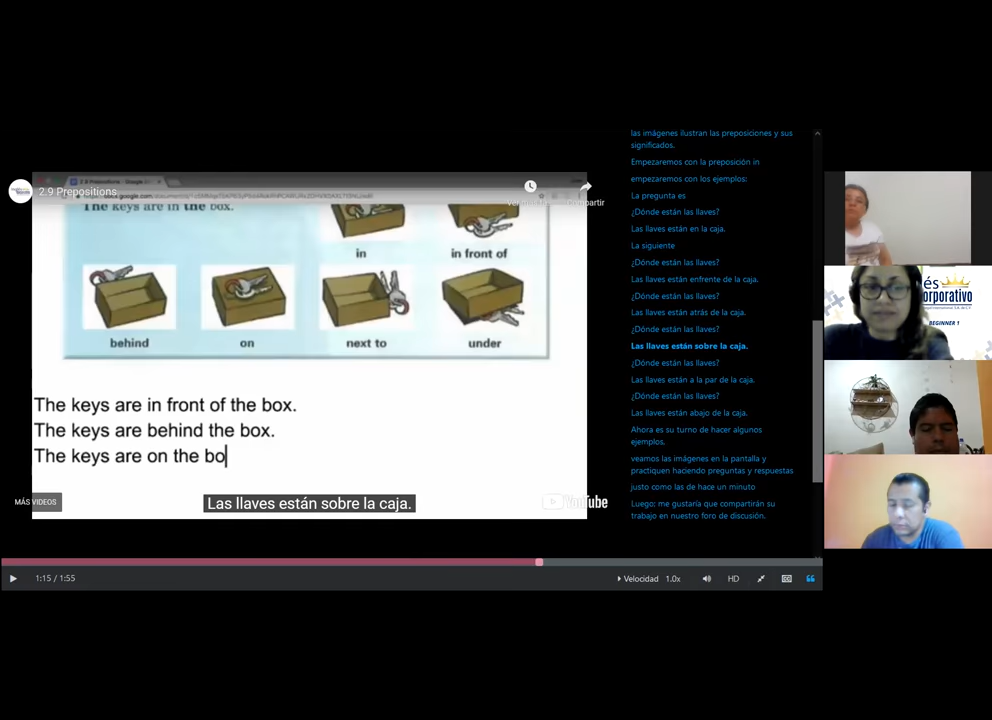 2.9 Prepositions
The keys are in the box.
Compartir
in
in front of
behind
on
next to
under
The keys are in front of the box.
The keys are behind the box.
The keys are on the bo
MÁS VIDEOS
Las llaves están sobre la caja.
YouTube
1:15 / 1:55
Velocidad 1.0x
HD
las imágenes ilustran las preposiciones y sus
significados.
Empezaremos con la preposición in
empezaremos con los ejemplos:
La pregunta es
¿Dónde están las llaves?
Las llaves están en la caja.
La siguiente
¿Dónde están las llaves?
Las llaves están enfrente de la caja.
¿Dónde están las llaves?
Las llaves están atrás de la caja.
¿Dónde están las llaves?
Las llaves están sobre la caja.
¿Dónde están las llaves?
Las llaves están a la par de la caja.
¿Dónde están las llaves?
Las llaves están abajo de la caja.
Ahora es su turno de hacer algunos
ejemplos.
veamos las imágenes en la pantalla y
practiquen haciendo preguntas y respuestas
justo como las de hace un minuto
Luego; me gustaría que compartirán su
trabajo en nuestro foro de discusión.
és
orporativo
BEGINNER 1